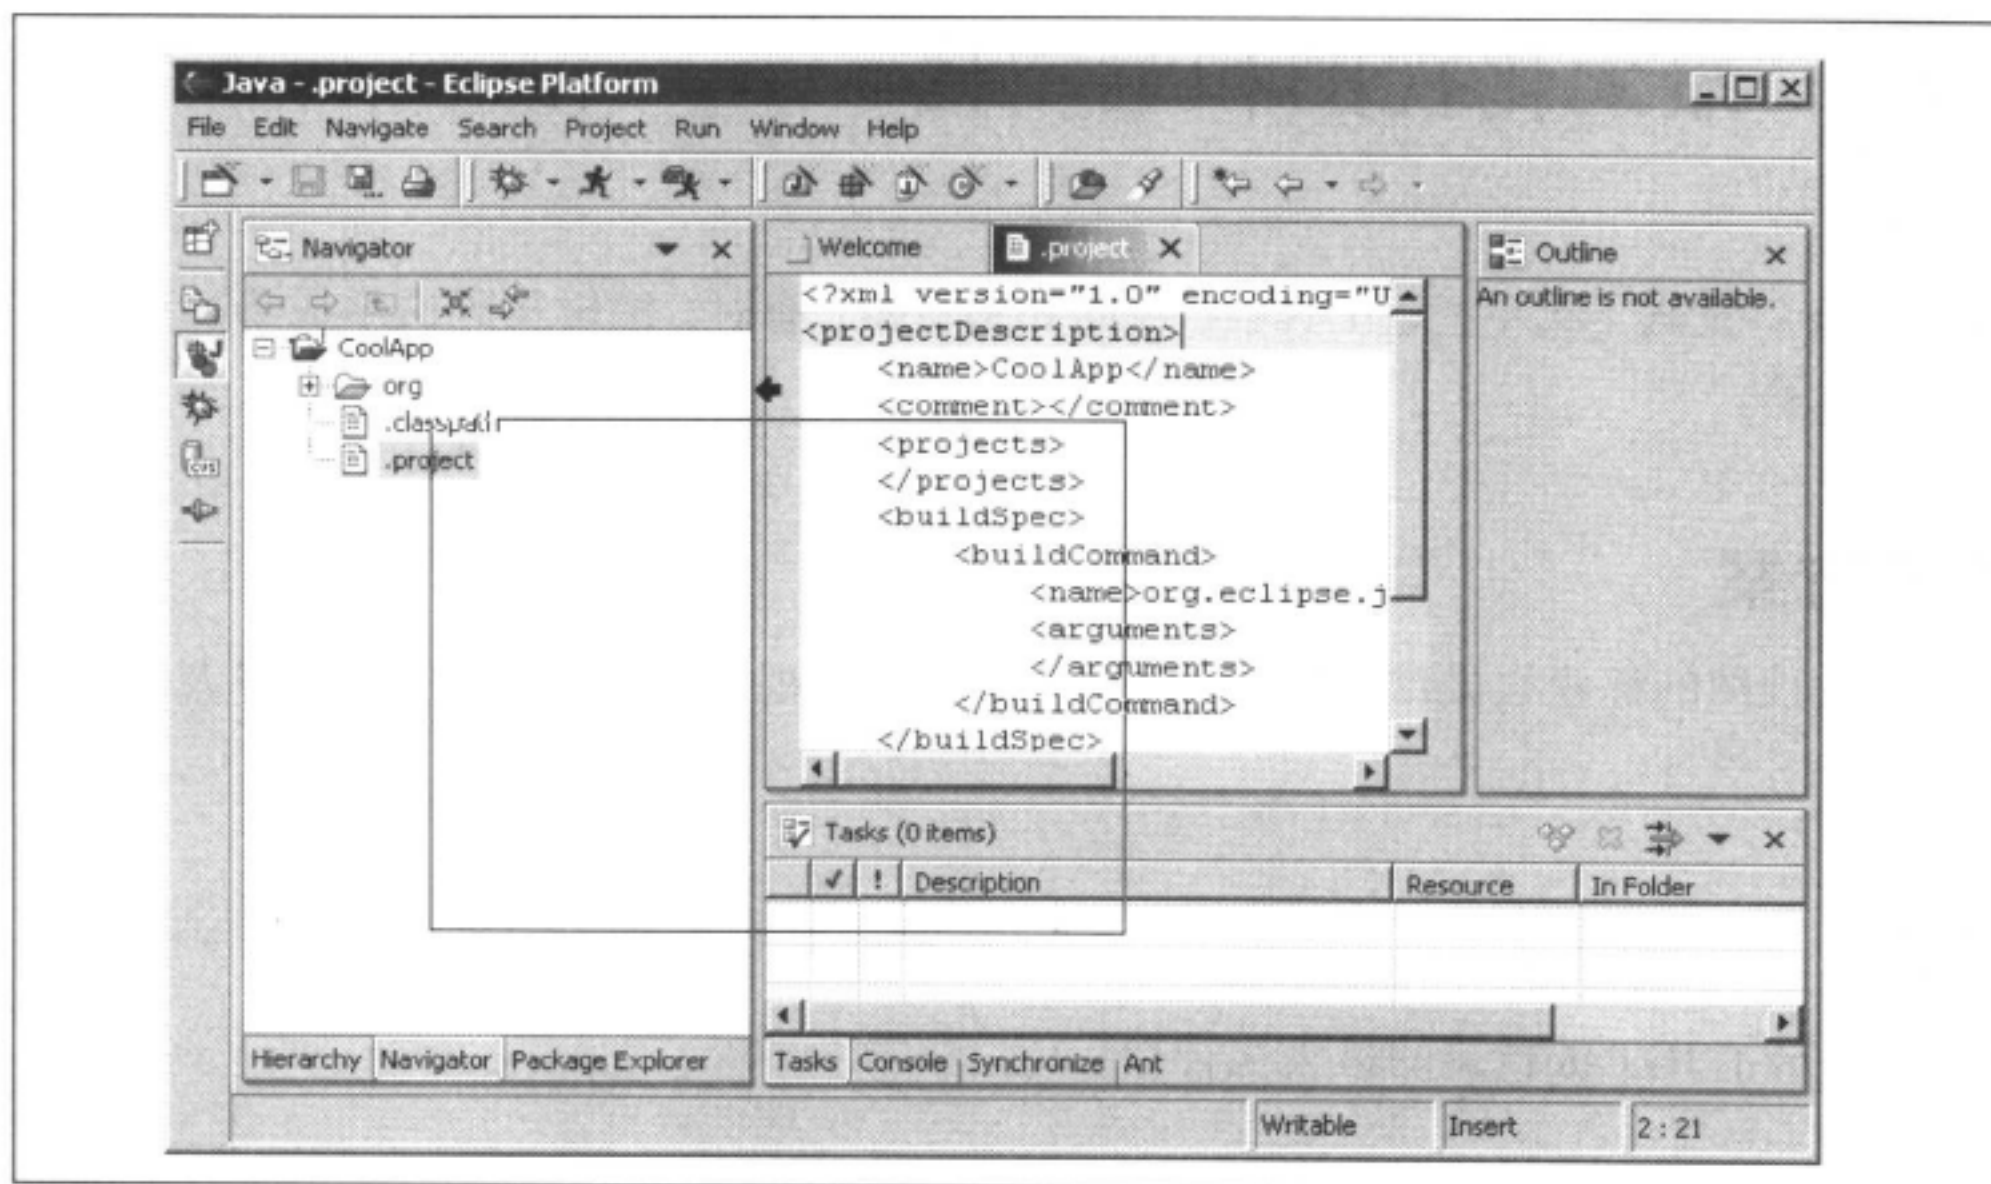 Java - .project - Eclipse Platform
File Edit Navigate Search Project Run Window Help
Navigator
CoolApp
org
.classpath
.project
Hierarchy Navigator Package Explorer
Welcome .project
<?xml version="1.0" encoding="U
<projectDescription>
<name>CoolApp</name>
<comment></comment>
<projects>
</projects>
<buildSpec>
<buildCommand>
<name>org.eclipse.j
<arguments>
</arguments>
</buildCommand>
</buildSpec>
Outline
An outline is not available.
Tasks (0 items)
! Description Resource In Folder
Tasks Console Synchronize Ant
Writable Insert 2 : 21